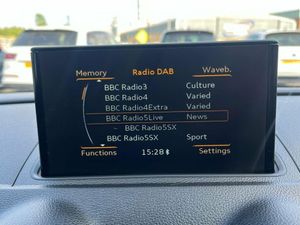 Memory Radio DAB Waveb.
BBC Radio3 Culture
BBC Radio4 Varied
BBC Radio4Extra Varied
BBC Radio5Live News
~ BBC Radio5SX
BBC Radio5SX Sport
Functions 15:28 Settings